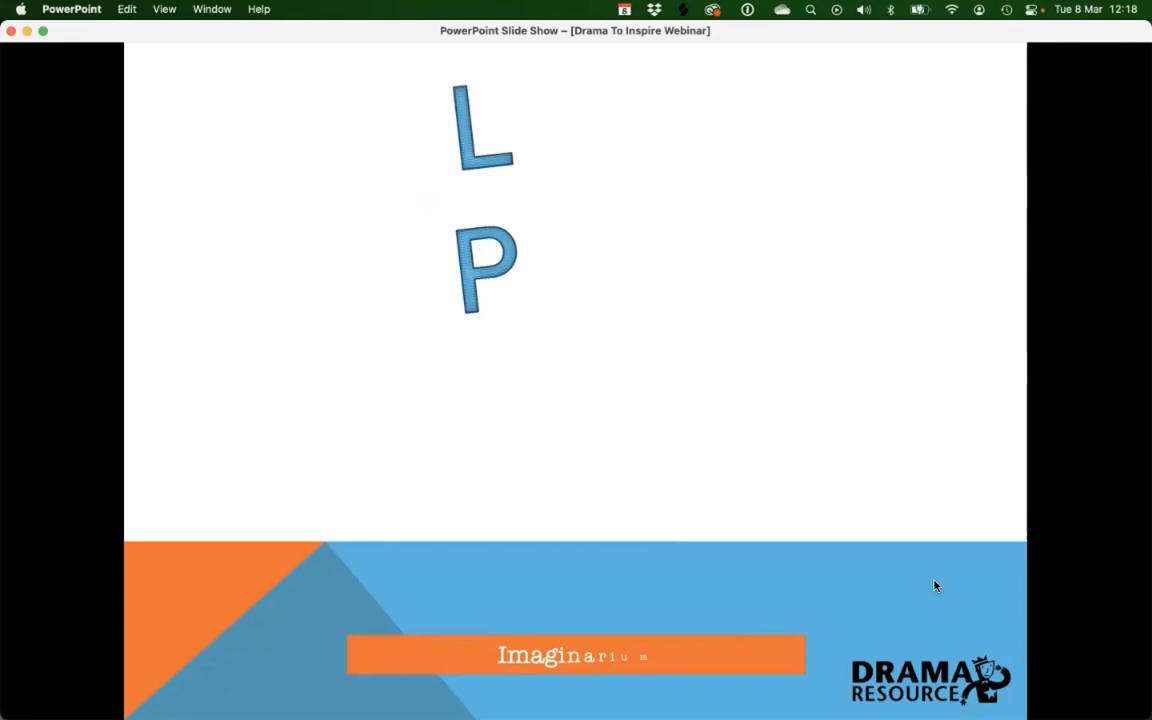 PowerPoint Edit View Window Help 8 Tue 8 Mar 12:18
PowerPoint Slide Show – [Drama To Inspire Webinar]
L
P
Imaginarium
DRAMA
RESOURCE